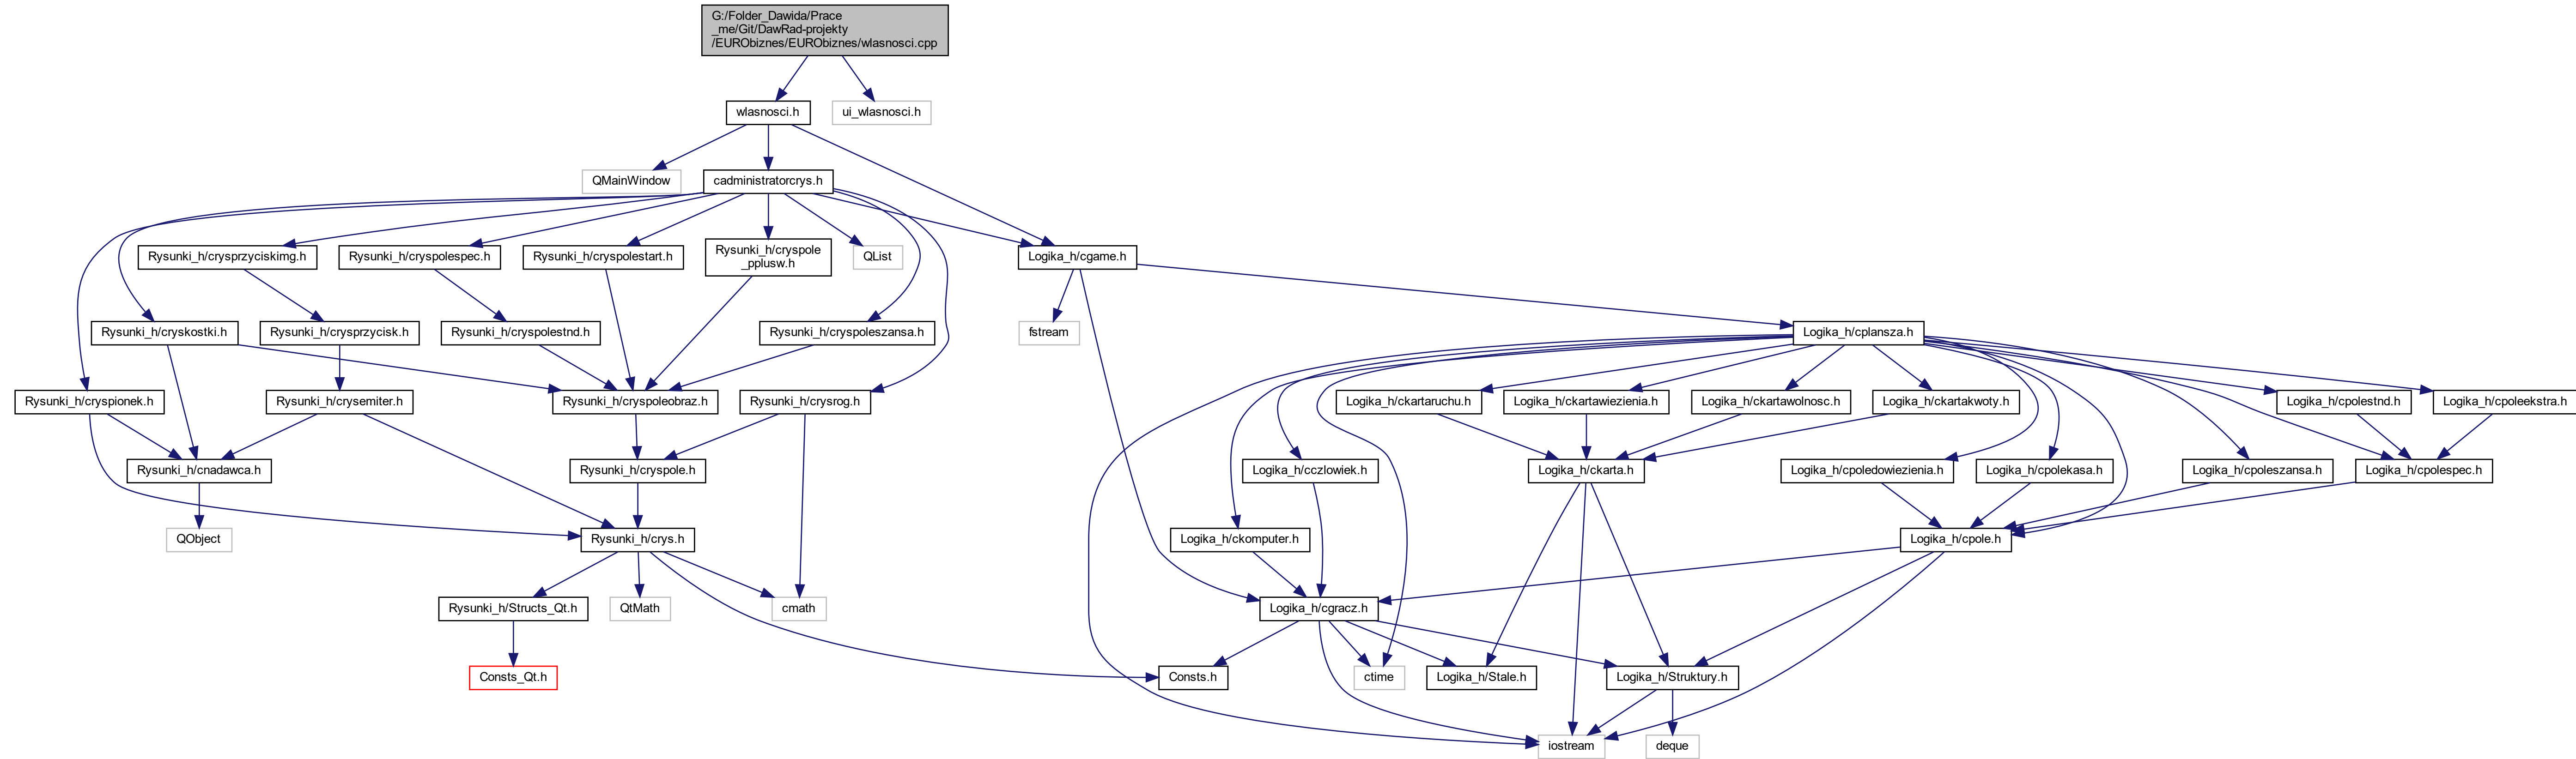 G:/Folder_Dawida/Prace
_me/Git/DawRad-projekty
/EURObiznes/EURObiznes/wlasnosci.cpp
wlasnosci.h
ui_wlasnosci.h
QMainWindow
cadministratorcrys.h
Rysunki_h/crysprzyciskimg.h
Rysunki_h/cryspolespec.h
Rysunki_h/cryspolestart.h
Rysunki_h/cryspole
_pplusw.h
QList
Logika_h/cgame.h
Rysunki_h/cryskostki.h
Rysunki_h/crysprzycisk.h
Rysunki_h/cryspolestnd.h
Rysunki_h/cryspoleszansa.h
fstream
Logika_h/cplansza.h
Rysunki_h/cryspionek.h
Rysunki_h/crysemiter.h
Rysunki_h/cryspoleobraz.h
Rysunki_h/crysrog.h
Logika_h/ckartaruchu.h
Logika_h/ckartawiezienia.h
Logika_h/ckartawolnosc.h
Logika_h/ckartakwoty.h
Logika_h/cpolestnd.h
Logika_h/cpoleekstra.h
Rysunki_h/cnadawca.h
Rysunki_h/cryspole.h
Logika_h/cczlowiek.h
Logika_h/ckarta.h
Logika_h/cpoledowiezienia.h
Logika_h/cpolekasa.h
Logika_h/cpoleszansa.h
Logika_h/cpolespec.h
QObject
Rysunki_h/crys.h
Logika_h/ckomputer.h
Logika_h/cpole.h
Rysunki_h/Structs_Qt.h
QtMath
cmath
Logika_h/cgracz.h
Consts_Qt.h
Consts.h
ctime
Logika_h/Stale.h
Logika_h/Struktury.h
iostream
deque